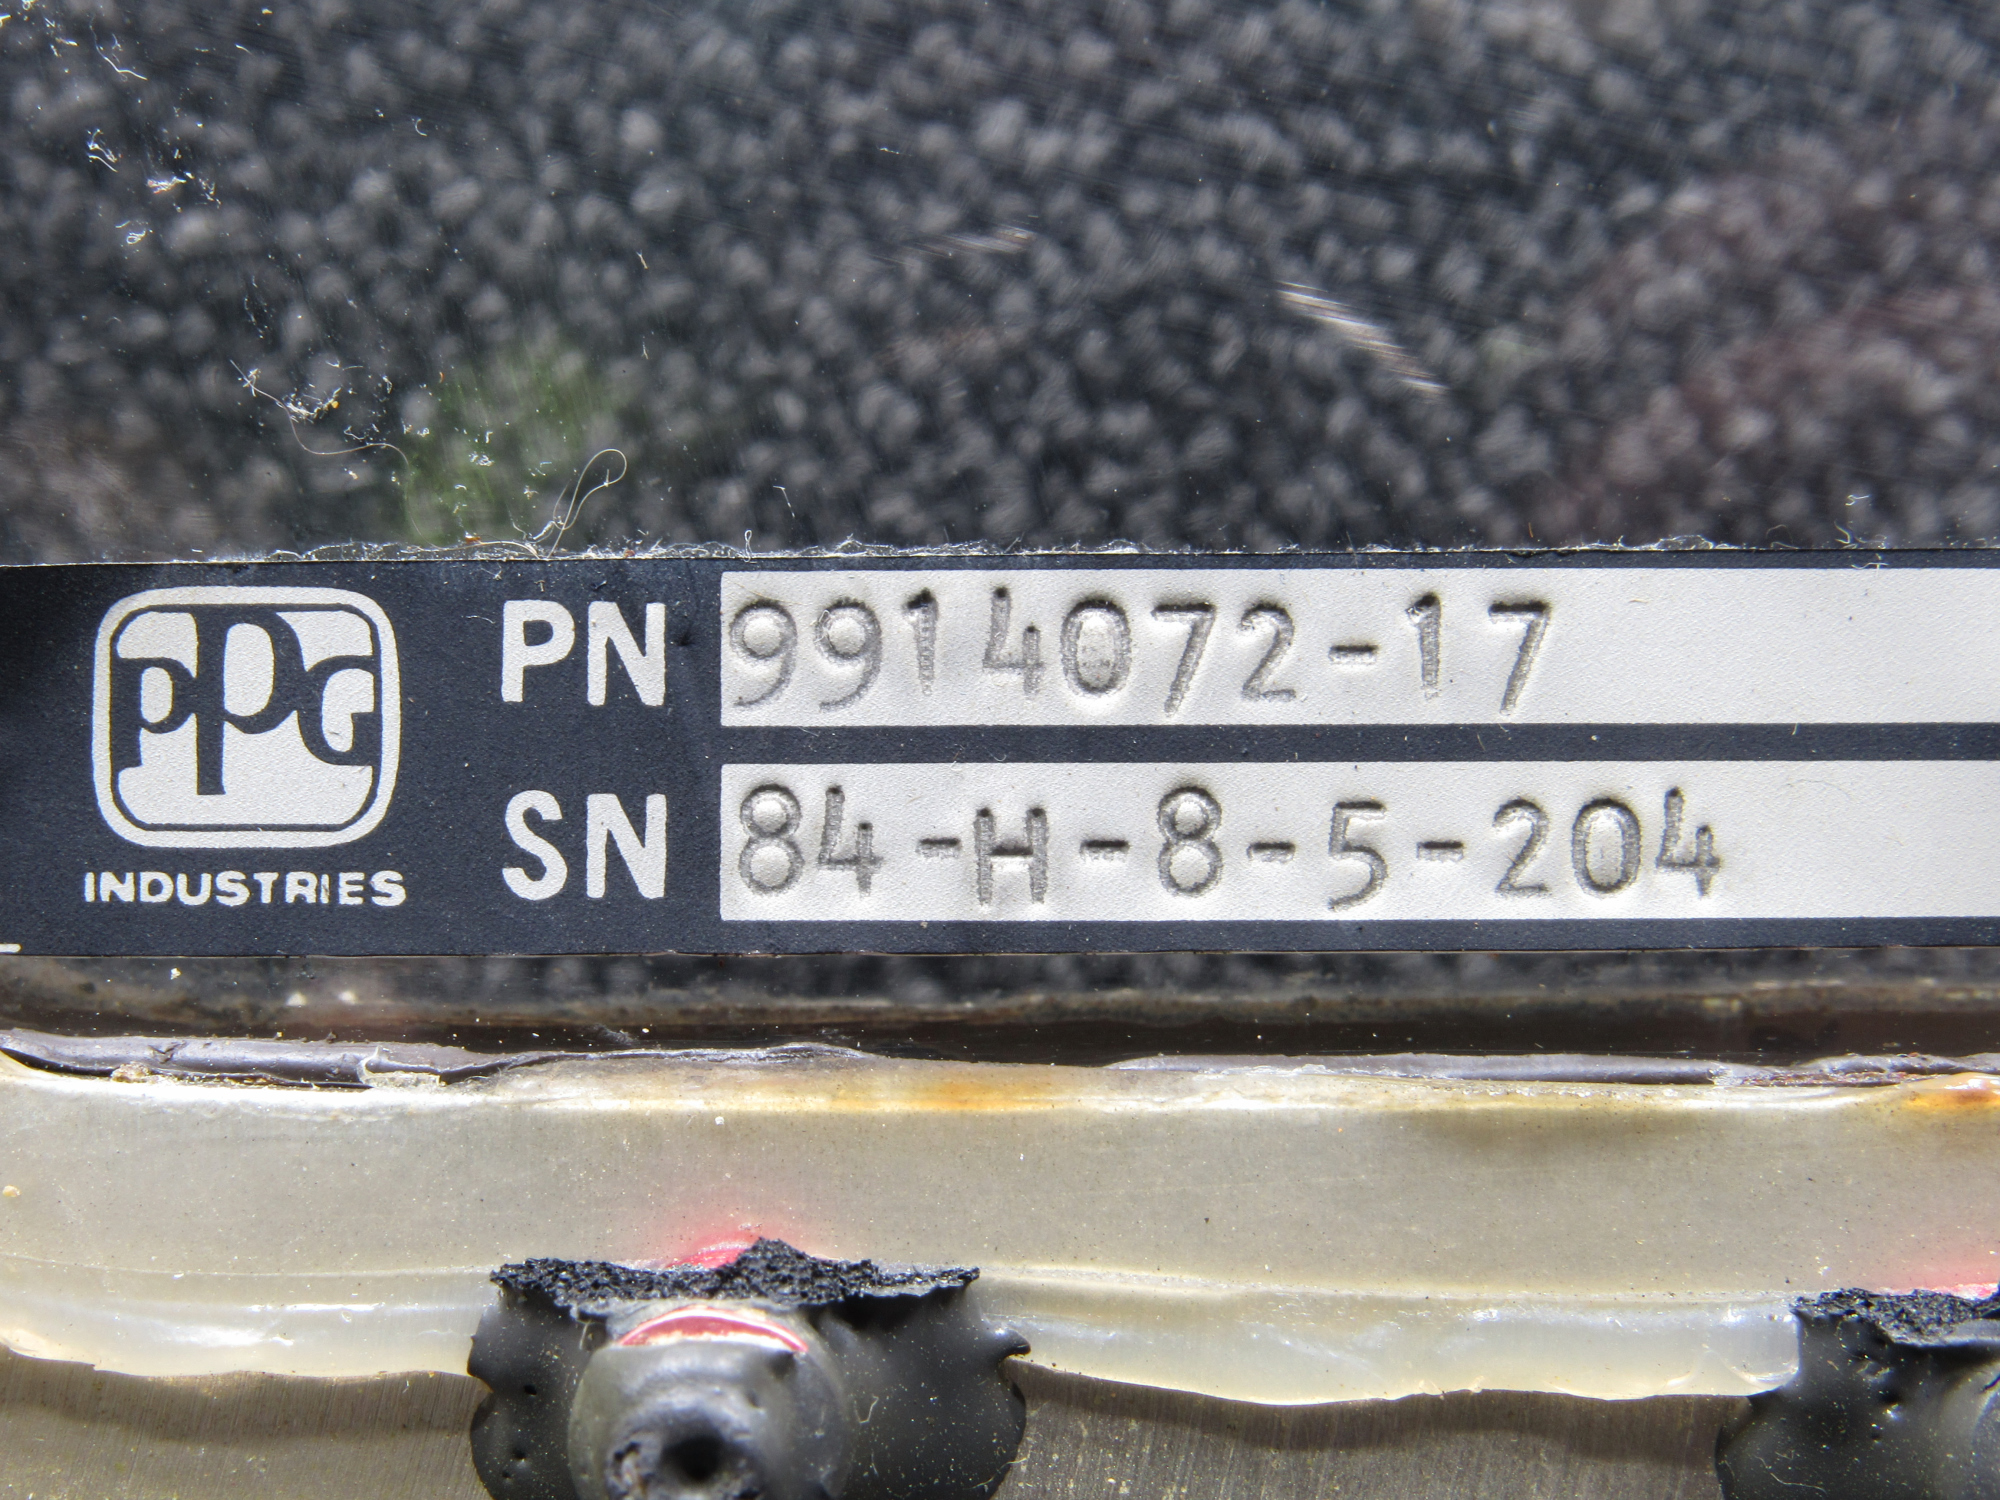 ppg
INDUSTRIES
PN 9914072-17
SN 84-H-8-5-204